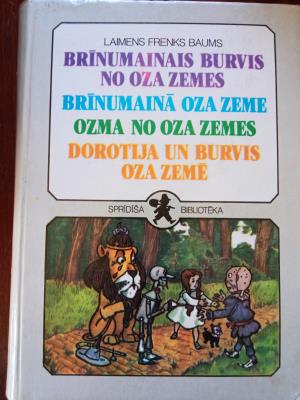 LAIMENS FRENKS BAUMS
BRĪNUMAINAIS BURVIS
NO OZA ZEMES
BRĪNUMAINĀ OZA ZEME
OZMA NO OZA ZEMES
DOROTIJA UN BURVIS
OZA ZEMĒ
SPRĪDĪŠA BIBLIOTĒKA